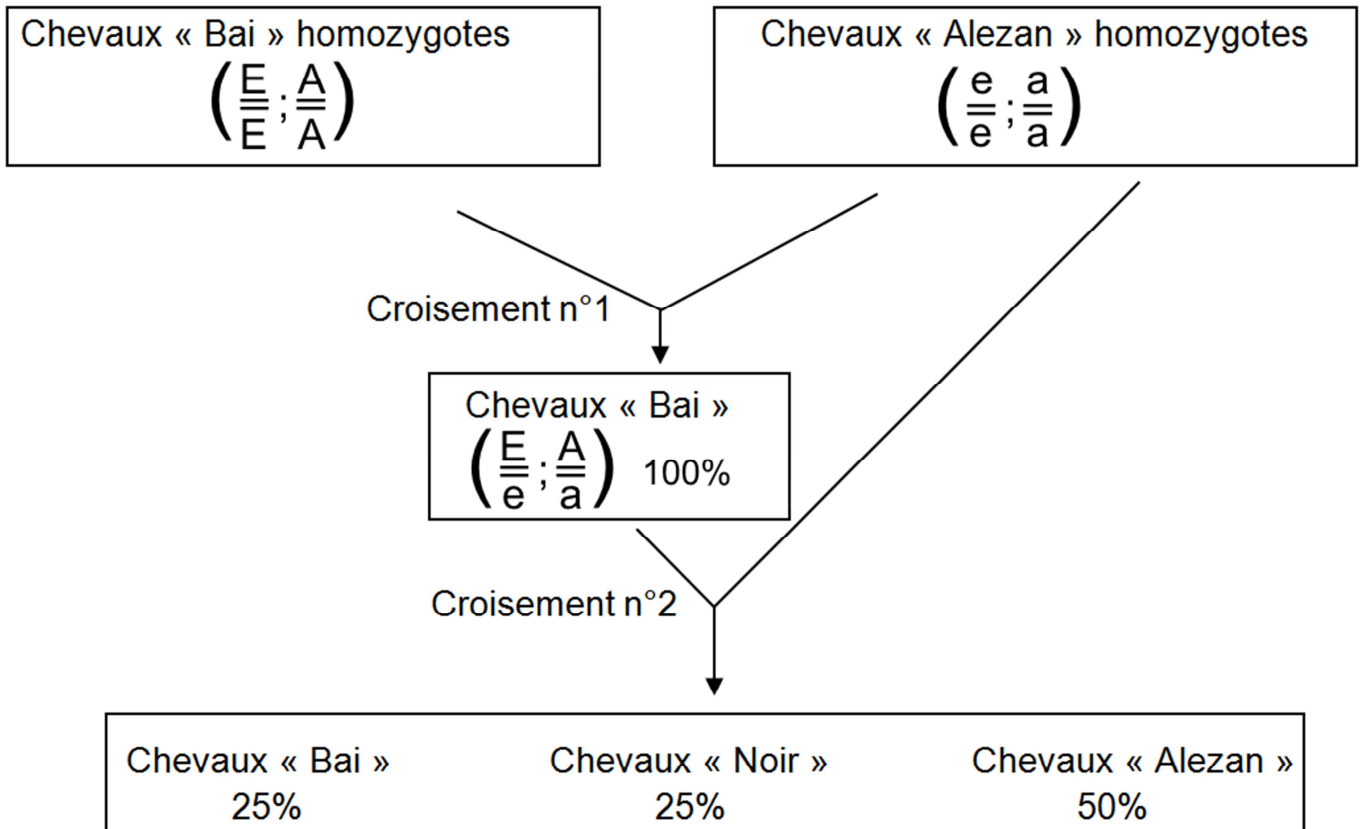 Chevaux « Bai » homozygotes
(E/E ; A/A)
Chevaux « Alezan » homozygotes
(e/e ; a/a)
Croisement n°1
Chevaux « Bai »
(E/e ; A/a) 100%
Croisement n°2
Chevaux « Bai » Chevaux « Noir » Chevaux « Alezan »
25% 25% 50%